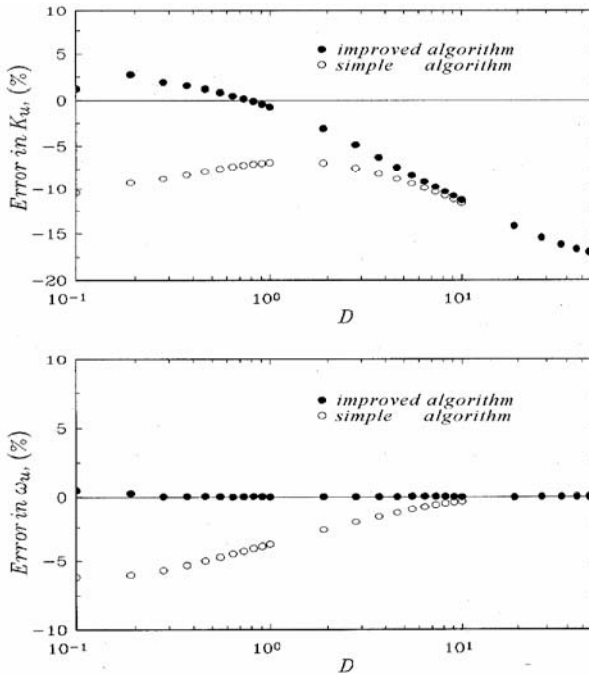 10
5
0
-5
-10
-15
-20
Error in Ku, (%)
● improved algorithm
○ simple algorithm
10⁻¹
10⁰
10¹
D
10
5
0
-5
-10
Error in ωu, (%)
● improved algorithm
○ simple algorithm
10⁻¹
10⁰
10¹
D